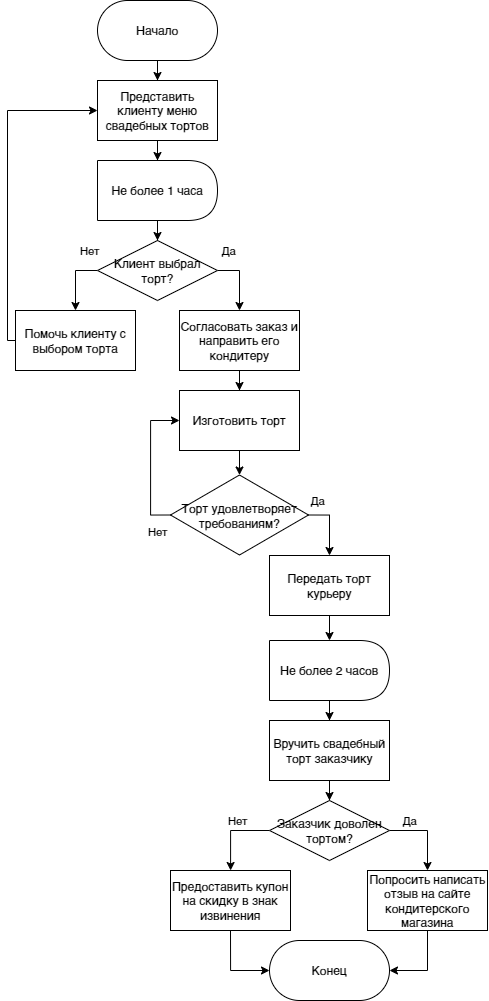 Начало
Представить
клиенту меню
свадебных тортов
Не более 1 часа
Нет
Да
Клиент выбрал
торт?
Помочь клиенту с
выбором торта
Согласовать заказ и
направить его
кондитеру
Изготовить торт
Торт удовлетворяет
требованиям?
Нет
Да
Передать торт
курьеру
Не более 2 часов
Вручить свадебный
торт заказчику
Заказчик доволен
тортом?
Нет
Да
Предоставить купон
на скидку в знак
извинения
Попросить написать
отзыв на сайте
кондитерского
магазина
Конец